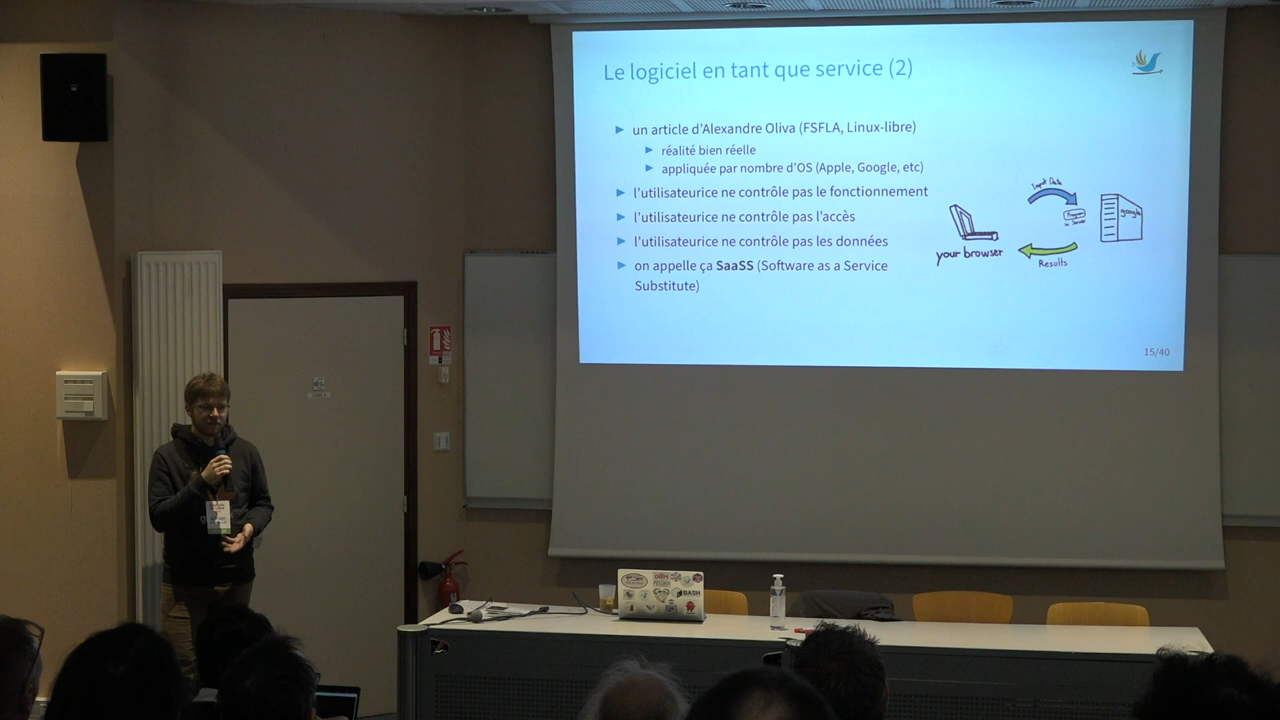 Le logiciel en tant que service (2)
un article d'Alexandre Oliva (FSFLA, Linux-libre)
réalité bien réelle
appliquée par nombre d'OS (Apple, Google, etc)
l'utilisateurice ne contrôle pas le fonctionnement
l'utilisateurice ne contrôle pas l'accès
l'utilisateurice ne contrôle pas les données
on appelle ça SaaSS (Software as a Service
Substitute)
Input Data
Program
google
your browser
Results
15/40
BASH